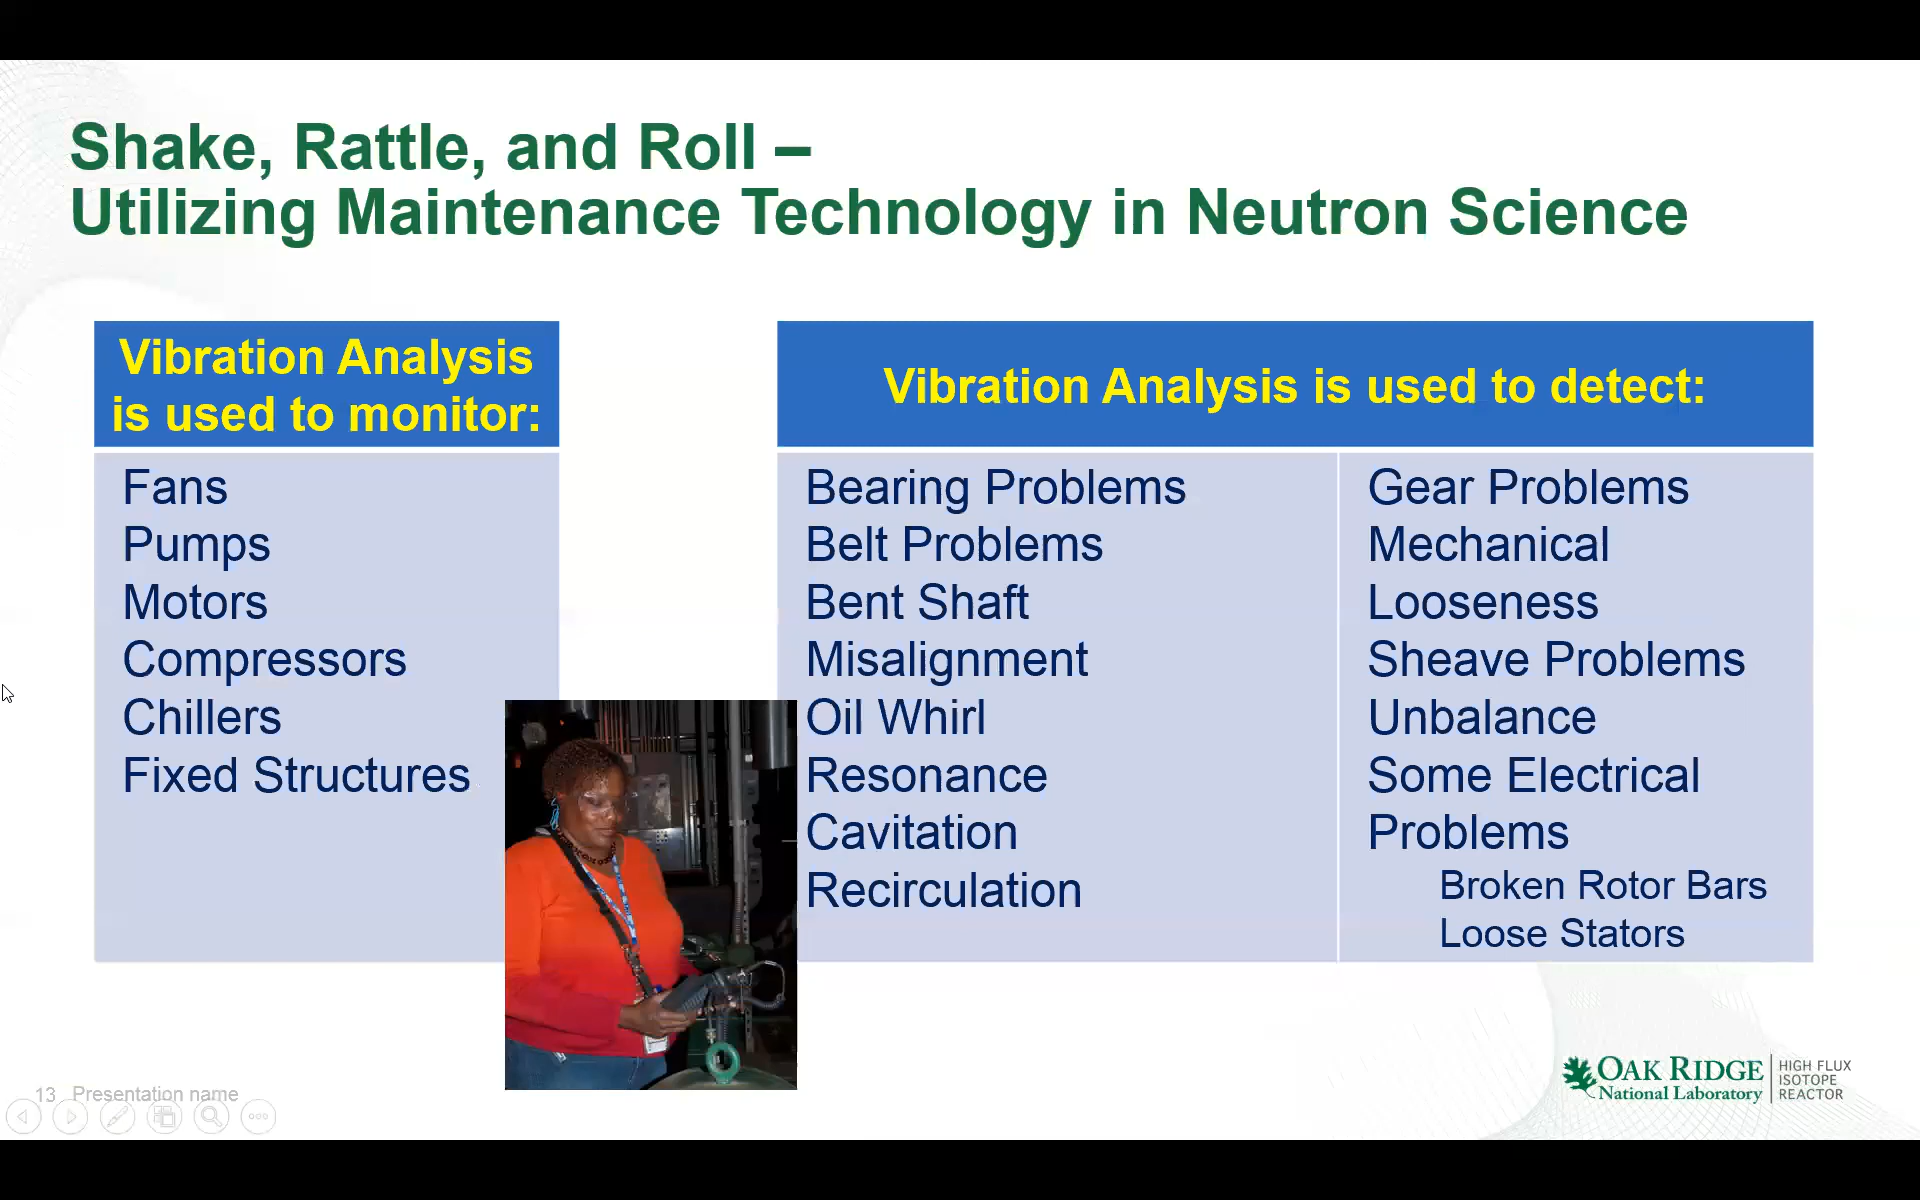 Shake, Rattle, and Roll –
Utilizing Maintenance Technology in Neutron Science
Vibration Analysis
is used to monitor:
Fans
Pumps
Motors
Compressors
Chillers
Fixed Structures
Vibration Analysis is used to detect:
Bearing Problems
Belt Problems
Bent Shaft
Misalignment
Oil Whirl
Resonance
Cavitation
Recirculation
Gear Problems
Mechanical
Looseness
Sheave Problems
Unbalance
Some Electrical
Problems
Broken Rotor Bars
Loose Stators
13 Presentation name
OAK RIDGE
National Laboratory
HIGH FLUX
ISOTOPE
REACTOR